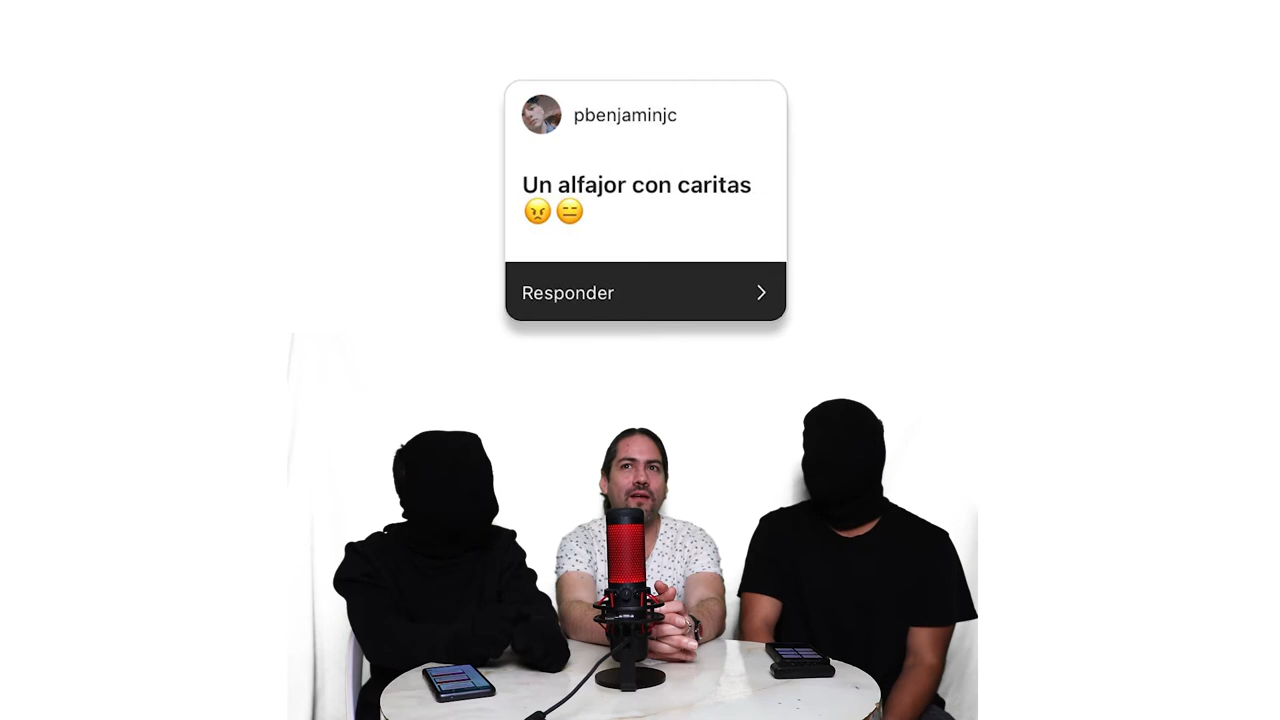 pbenjaminjc
Un alfajor con caritas
😠😑
Responder